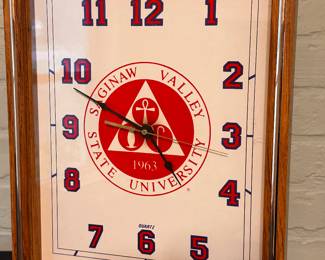 11 12 1
10 2
SAGINAW VALLEY
STATE UNIVERSITY
®
9 3
1963
8 4
QUARTZ
7 6 5